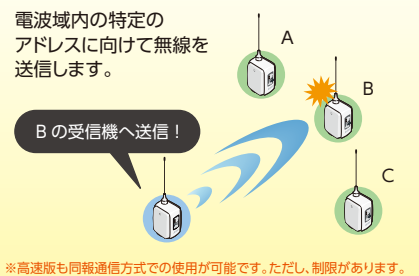 電波域内の特定の
アドレスに向けて無線を
送信します。
A
B
Bの受信機へ送信！
C
※高速版も同報通信方式での使用が可能です。ただし、制限があります。